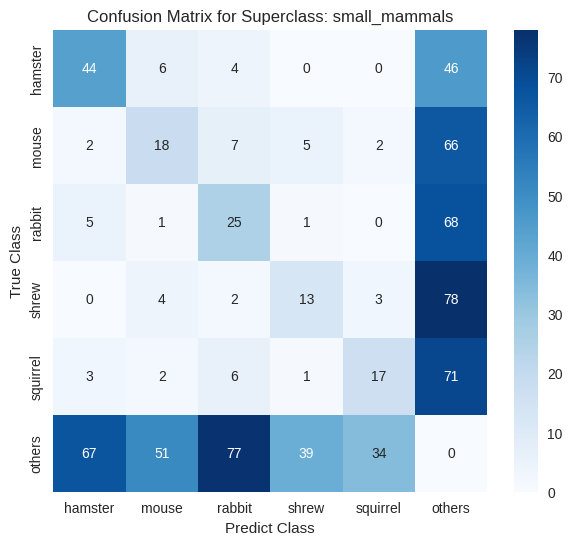 Confusion Matrix for Superclass: small_mammals
True Class
hamster 44 6 4 0 0 46
mouse 2 18 7 5 2 66
rabbit 5 1 25 1 0 68
shrew 0 4 2 13 3 78
squirrel 3 2 6 1 17 71
others 67 51 77 39 34 0
hamster mouse rabbit shrew squirrel others
Predict Class
70
60
50
40
30
20
10
0